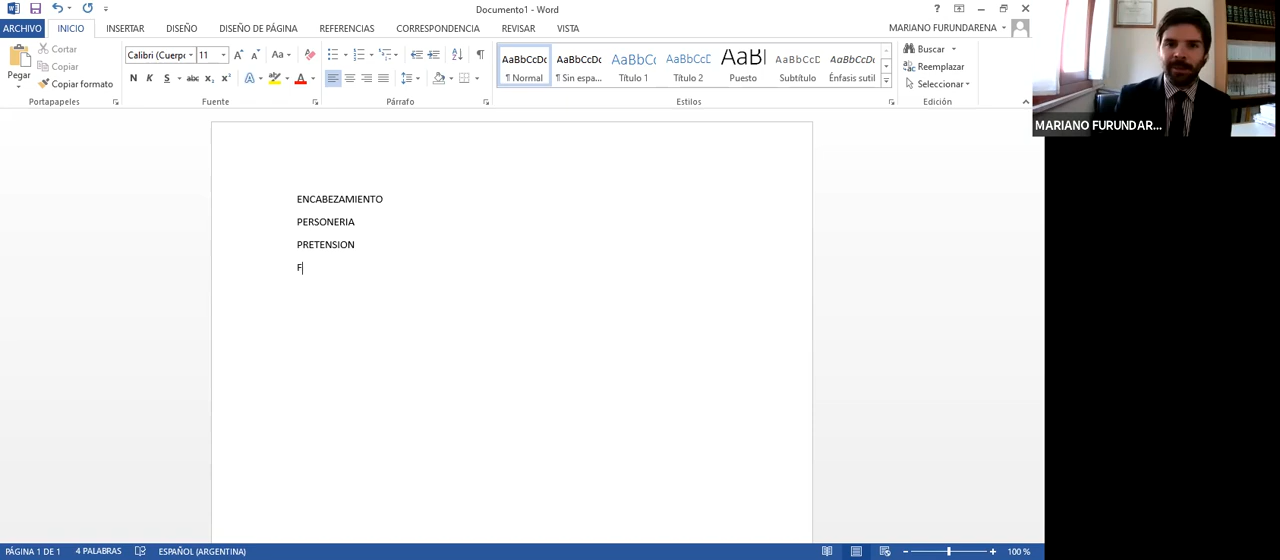 Documento1 - Word
ARCHIVO INICIO INSERTAR DISEÑO DISEÑO DE PÁGINA REFERENCIAS CORRESPONDENCIA REVISAR VISTA MARIANO FURUNDARENA
Pegar
Cortar
Copiar
Copiar formato
Portapapeles
Calibri (Cuerpo 11
N K S abc x₂ x²
Fuente
Párrafo
AaBbCcDc AaBbCcDc AaBbCc AaBbCcD AaBl AaBbCcD AaBbCcDc
¶ Normal ¶ Sin espa... Título 1 Título 2 Puesto Subtítulo Énfasis sutil
Estilos
Buscar
Reemplazar
Seleccionar
Edición
MARIANO FURUNDAR...
ENCABEZAMIENTO
PERSONERIA
PRETENSION
F
PÁGINA 1 DE 1 4 PALABRAS ESPAÑOL (ARGENTINA) 100 %